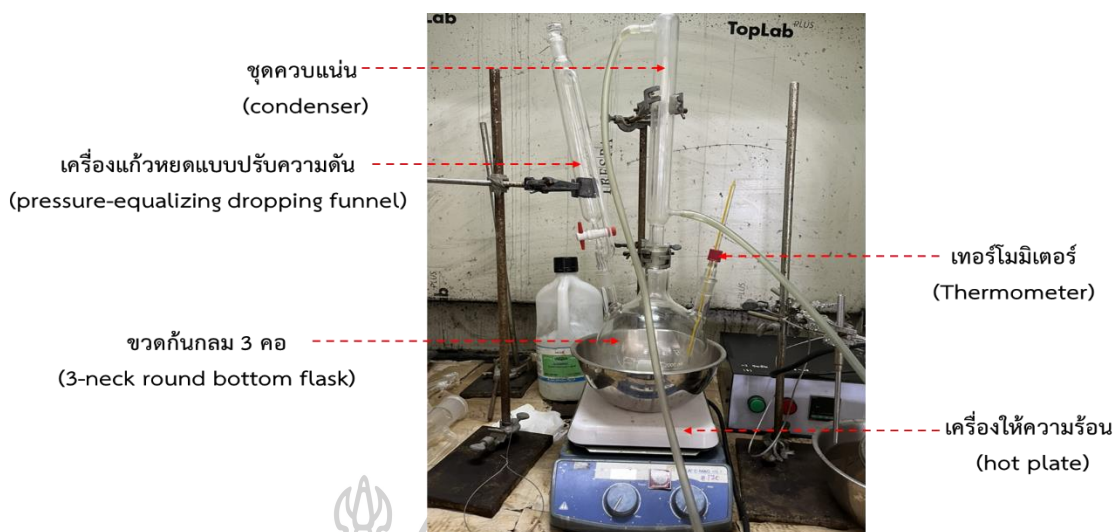 Lab
TopLab PLUS
ชุดควบแน่น
(condenser)
เครื่องแก้วหยดแบบปรับความดัน
(pressure-equalizing dropping funnel)
เทอร์โมมิเตอร์
(Thermometer)
ขวดก้นกลม 3 คอ
(3-neck round bottom flask)
เครื่องให้ความร้อน
(hot plate)